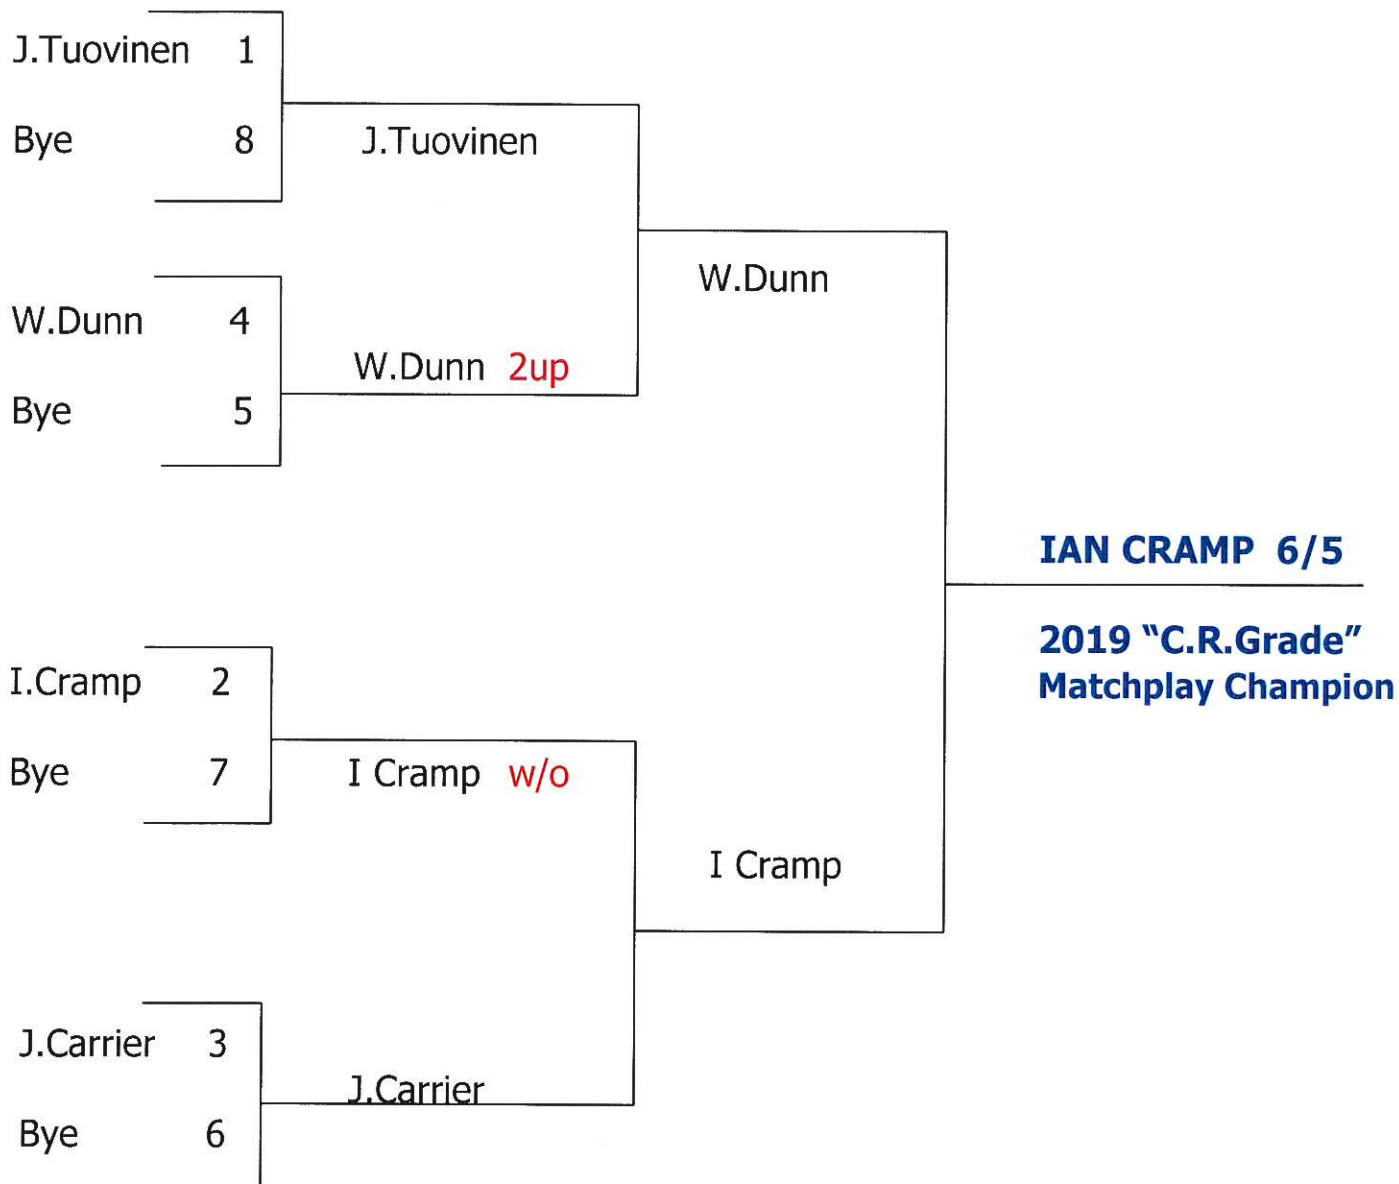 J.Tuovinen 1
Bye 8
J.Tuovinen
W.Dunn
W.Dunn 4
W.Dunn 2up
Bye 5
IAN CRAMP 6/5
2019 “C.R.Grade”
Matchplay Champion
I.Cramp 2
Bye 7
I Cramp w/o
I Cramp
J.Carrier 3
J.Carrier
Bye 6